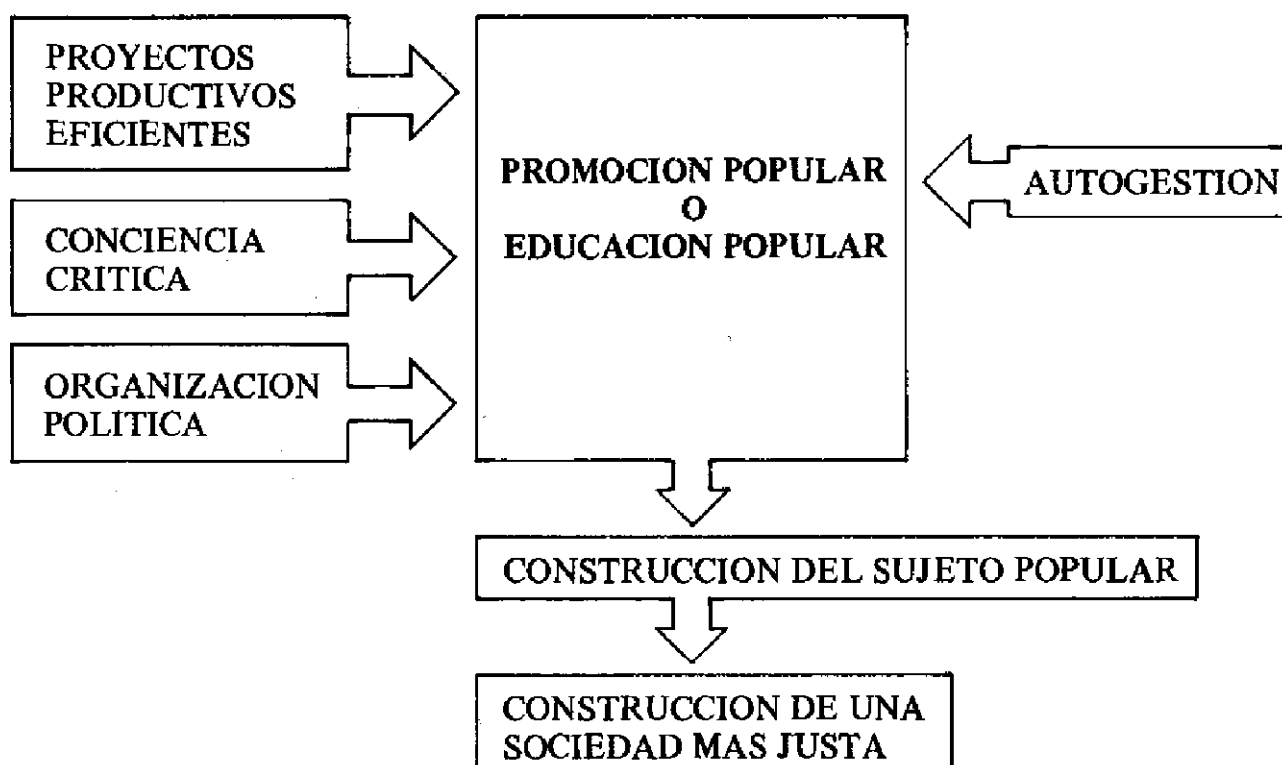 PROYECTOS
PRODUCTIVOS
EFICIENTES
CONCIENCIA
CRITICA
ORGANIZACION
POLITICA
PROMOCION POPULAR
O
EDUCACION POPULAR
AUTOGESTION
CONSTRUCCION DEL SUJETO POPULAR
CONSTRUCCION DE UNA
SOCIEDAD MAS JUSTA